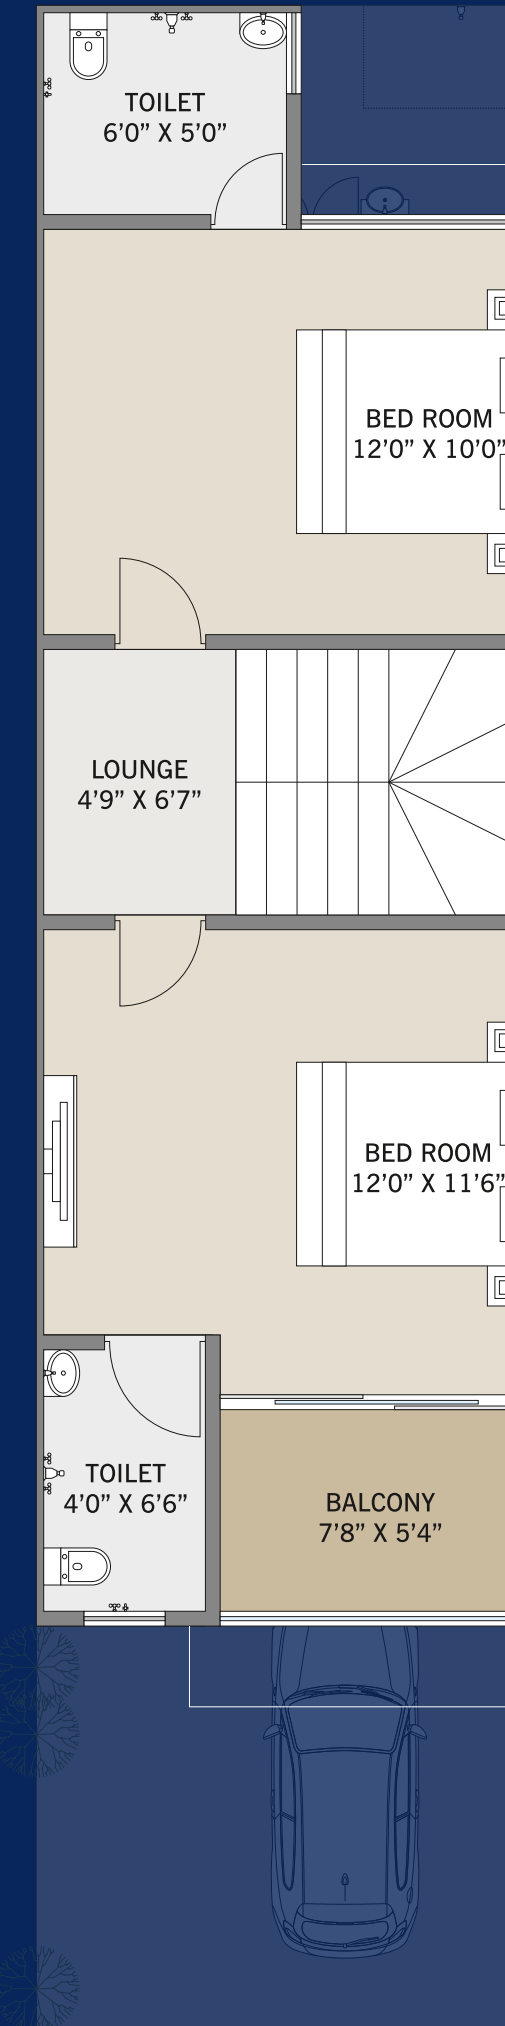 TOILET
6’0” X 5’0”
BED ROOM
12’0” X 10’0”
LOUNGE
4’9” X 6’7”
BED ROOM
12’0” X 11’6”
TOILET
4’0” X 6’6”
BALCONY
7’8” X 5’4”